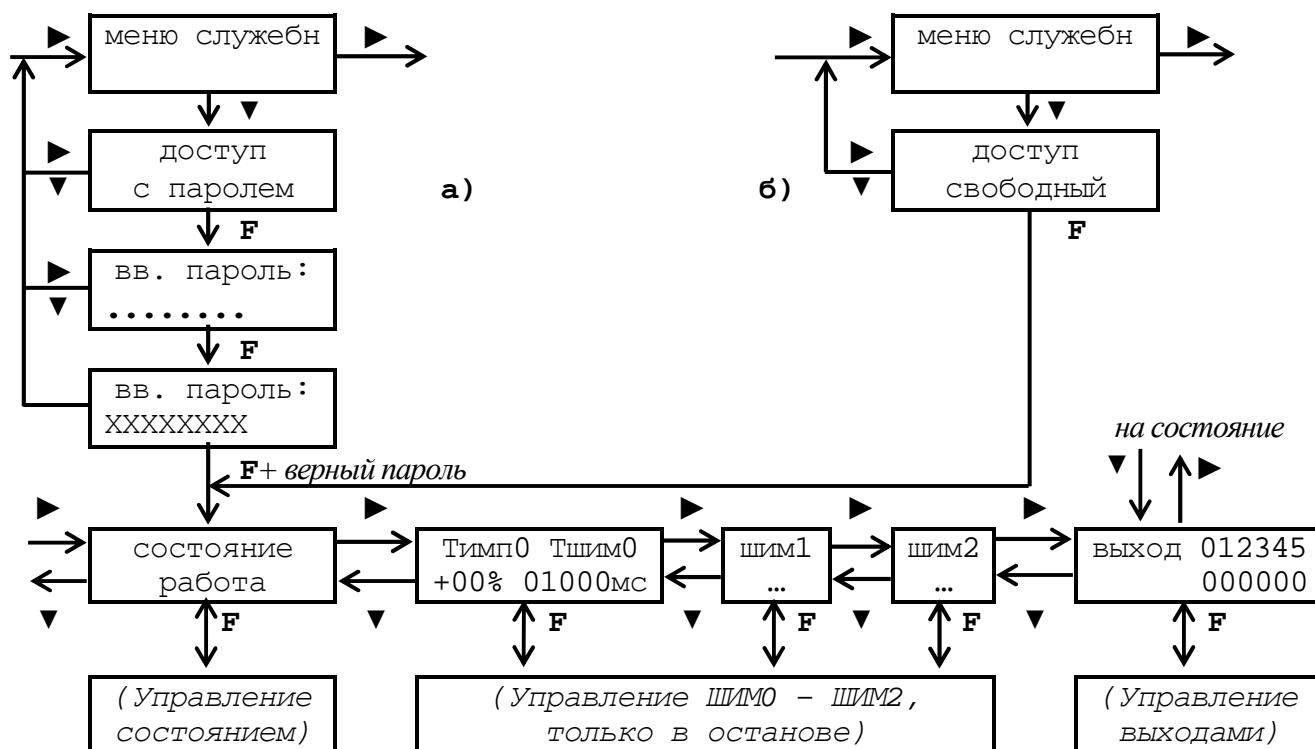 ► меню служебн ► ► меню служебн ►
▼ ▼
► доступ ► доступ
▼ с паролем а) б) ▼ свободный
F F
► вв. пароль:
▼ ........
F
вв. пароль:
XXXXXXXX
на состояние
▼ ►
F+ верный пароль
► ► ► ► ►
состояние Тимп0 Тшим0 шим1 шим2 выход 012345
работа +00% 01000мс … … 000000
▼ ▼ ▼ ▼ ▼
F F F F F
(Управление (Управление ШИМ0 – ШИМ2, (Управление
состоянием) только в останове) выходами)